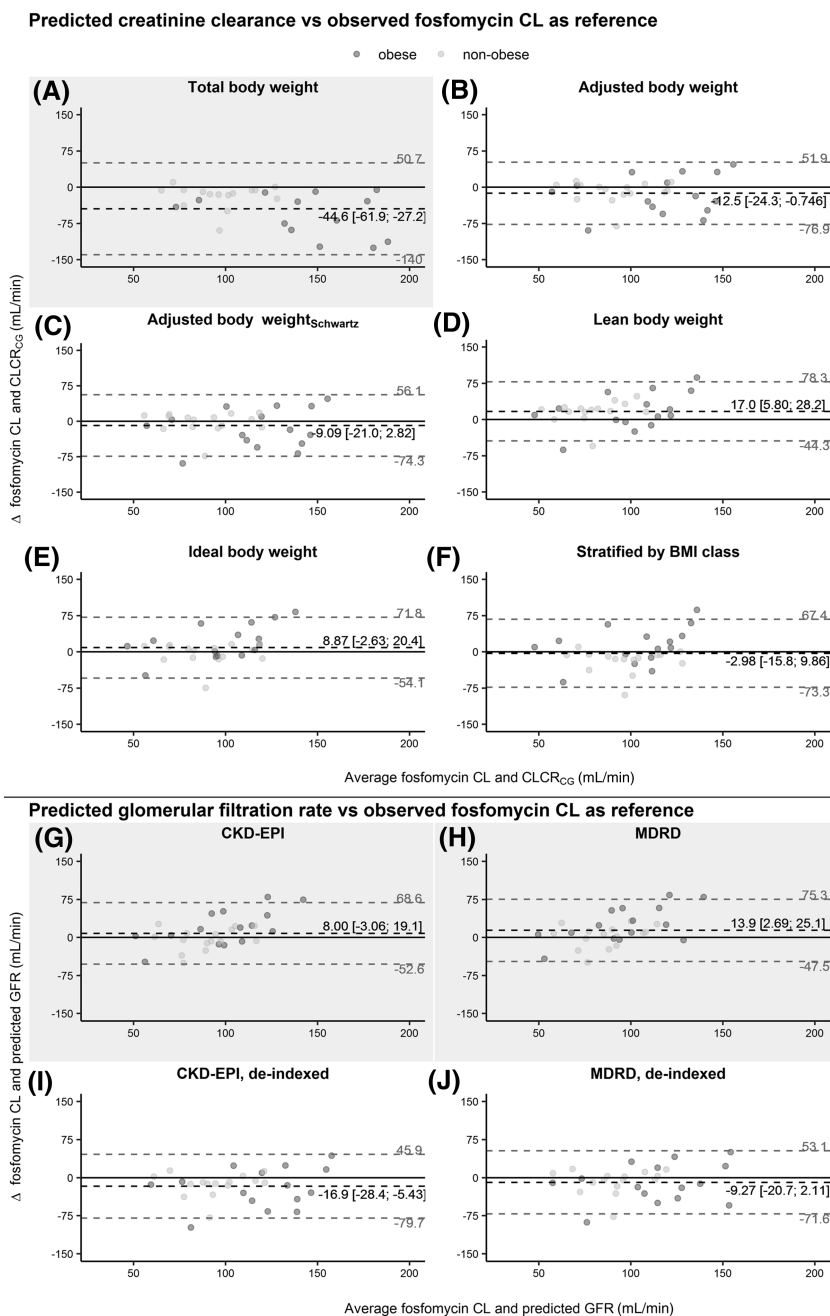 Predicted creatinine clearance vs observed fosfomycin CL as reference
obese non-obese
(A) Total body weight
150
75
0
-75
-150
50.7
-44.6 [-61.9; -27.2]
-140
50 100 150 200
(B) Adjusted body weight
150
75
0
-75
-150
51.9
-12.5 [-24.3; -0.746]
-76.9
50 100 150 200
Δ fosfomycin CL and CLCRCG (mL/min)
(C) Adjusted body weightSchwartz
150
75
0
-75
-150
56.1
-9.09 [-21.0; 2.82]
-74.3
50 100 150 200
(D) Lean body weight
150
75
0
-75
-150
78.3
17.0 [5.80; 28.2]
-44.3
50 100 150 200
(E) Ideal body weight
150
75
0
-75
-150
71.8
8.87 [-2.63; 20.4]
-54.1
50 100 150 200
(F) Stratified by BMI class
150
75
0
-75
-150
67.4
-2.98 [-15.8; 9.86]
-73.3
50 100 150 200
Average fosfomycin CL and CLCRCG (mL/min)
Predicted glomerular filtration rate vs observed fosfomycin CL as reference
(G) CKD-EPI
150
75
0
-75
-150
68.6
8.00 [-3.06; 19.1]
-52.6
50 100 150 200
(H) MDRD
150
75
0
-75
-150
75.3
13.9 [2.69; 25.1]
-47.5
50 100 150 200
Δ fosfomycin CL and predicted GFR (mL/min)
(I) CKD-EPI, de-indexed
150
75
0
-75
-150
45.9
-16.9 [-28.4; -5.43]
-79.7
50 100 150 200
(J) MDRD, de-indexed
150
75
0
-75
-150
53.1
-9.27 [-20.7; 2.11]
-71.6
50 100 150 200
Average fosfomycin CL and predicted GFR (mL/min)